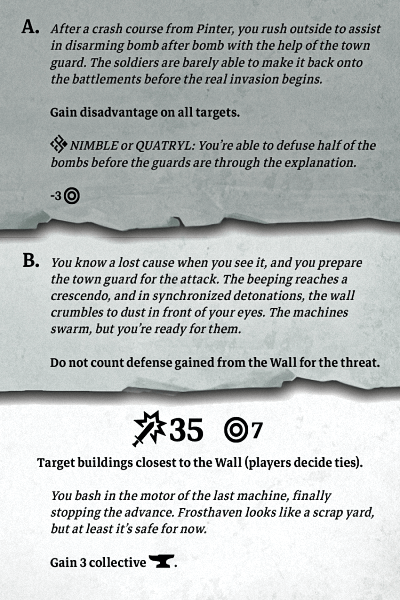 A. After a crash course from Pinter, you rush outside to assist
in disarming bomb after bomb with the help of the town
guard. The soldiers are barely able to make it back onto
the battlements before the real invasion begins.
Gain disadvantage on all targets.
NIMBLE or QUATRYL: You're able to defuse half of the
bombs before the guards are through the explanation.
-3
B. You know a lost cause when you see it, and you prepare
the town guard for the attack. The beeping reaches a
crescendo, and in synchronized detonations, the wall
crumbles to dust in front of your eyes. The machines
swarm, but you're ready for them.
Do not count defense gained from the Wall for the threat.
35 7
Target buildings closest to the Wall (players decide ties).
You bash in the motor of the last machine, finally
stopping the advance. Frosthaven looks like a scrap yard,
but at least it's safe for now.
Gain 3 collective .